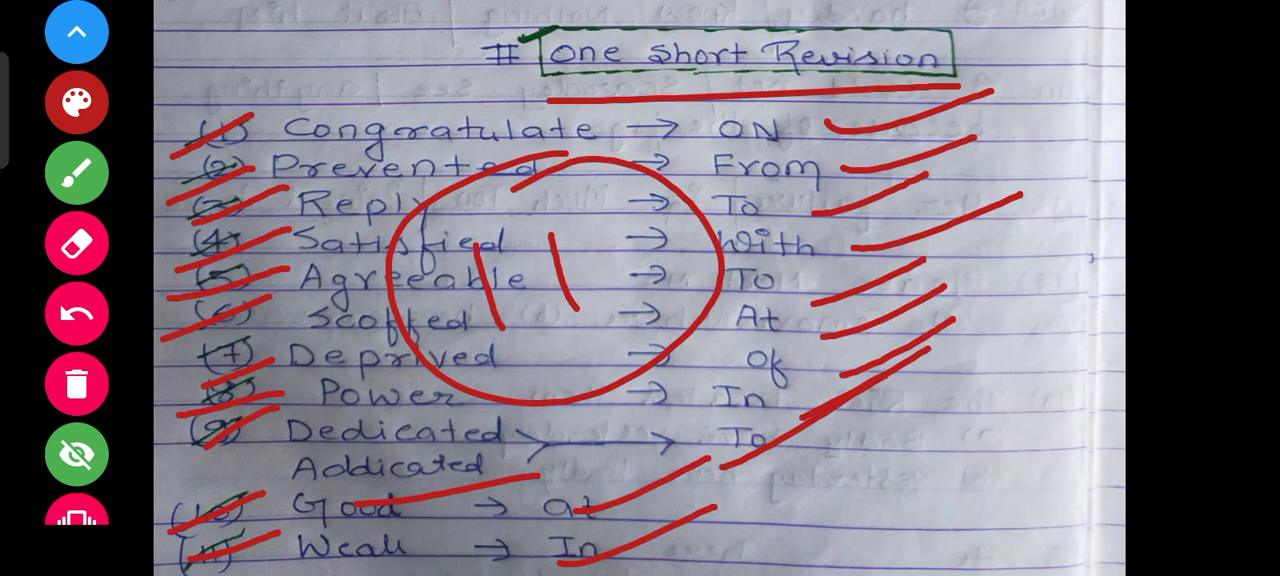 # One Short Revision
(1) Congratulate → ON
(2) Prevented → From
(3) Reply → To
(4) Satisfied → With
(5) Agreeable → To
(6) Scoffed → At
(7) Deprived → Of
(8) Power → In
(9) Dedicated → To
Addicated
(10) Good → at
(11) Weak → In
11